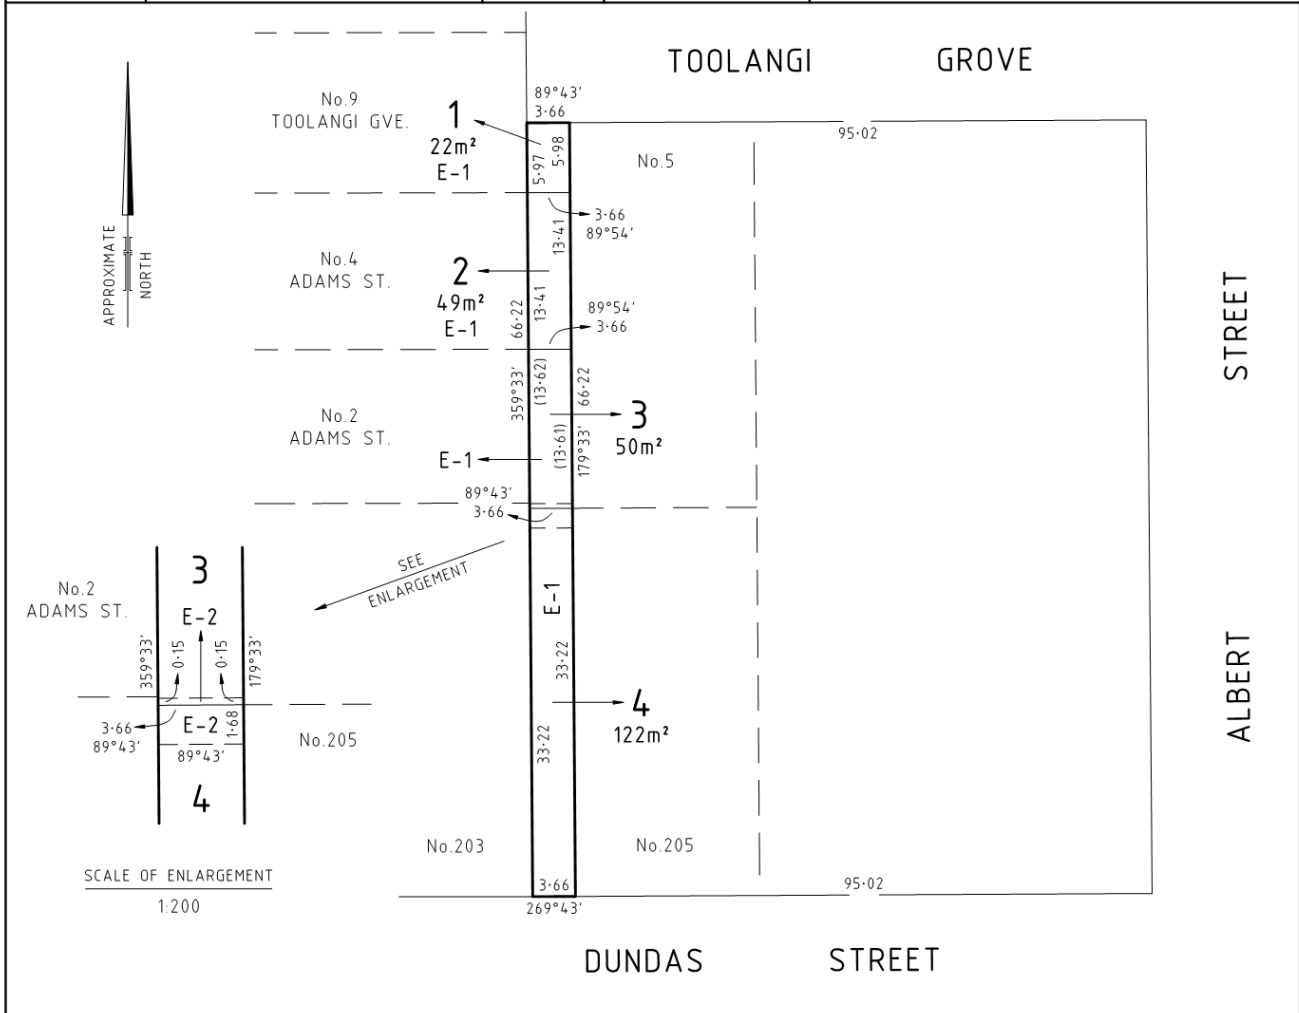 TOOLANGI GROVE
No.9
TOOLANGI GVE.
1
22m²
E-1
89°43'
3·66
95·02
5·97
5·98
No.5
3·66
89°54'
APPROXIMATE
NORTH
No.4
ADAMS ST.
2
49m²
E-1
13·41
13·41
66·22
89°54'
3·66
STREET
359°33'
(13·62)
66·22
No.2
ADAMS ST.
3
50m²
E-1
(13·61)
179°33'
89°43'
3·66
SEE
ENLARGEMENT
3
No.2
ADAMS ST.
E-2
359°33'
0·15
0·15
179°33'
3·66
89°43'
E-2
1·68
89°43'
No.205
4
E-1
33·22
33·22
4
122m²
ALBERT
No.203
No.205
SCALE OF ENLARGEMENT
1:200
3·66
95·02
269°43'
DUNDAS STREET